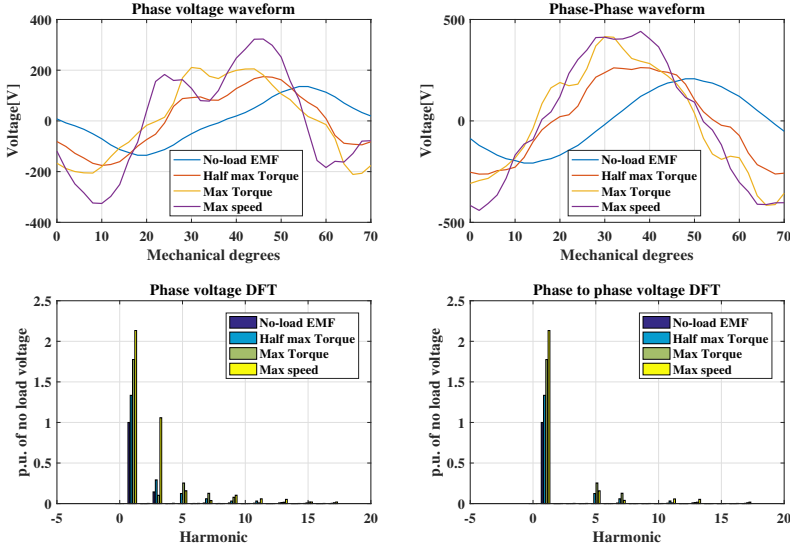 Phase voltage waveform
400
200
0
-200
-400
Voltage[V]
No-load EMF
Half max Torque
Max Torque
Max speed
0 10 20 30 40 50 60 70
Mechanical degrees
Phase-Phase waveform
500
0
-500
Voltage[V]
No-load EMF
Half max Torque
Max Torque
Max speed
0 10 20 30 40 50 60 70
Mechanical degrees
Phase voltage DFT
2.5
2
1.5
1
0.5
0
p.u. of no load voltage
No-load EMF
Half max Torque
Max Torque
Max speed
-5 0 5 10 15 20
Harmonic
Phase to phase voltage DFT
2.5
2
1.5
1
0.5
0
p.u. of no load voltage
No-load EMF
Half max Torque
Max Torque
Max speed
-5 0 5 10 15 20
Harmonic